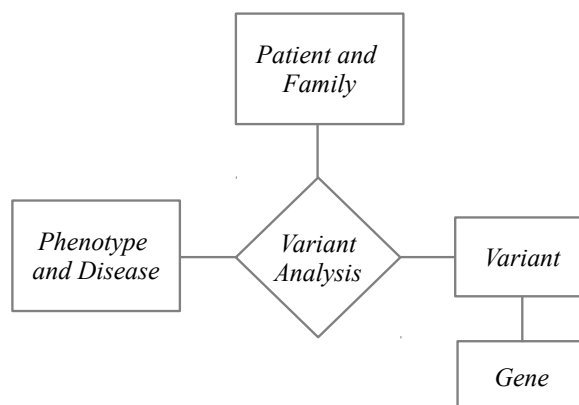 Patient and
Family
Phenotype
and Disease
Variant
Analysis
Variant
Gene